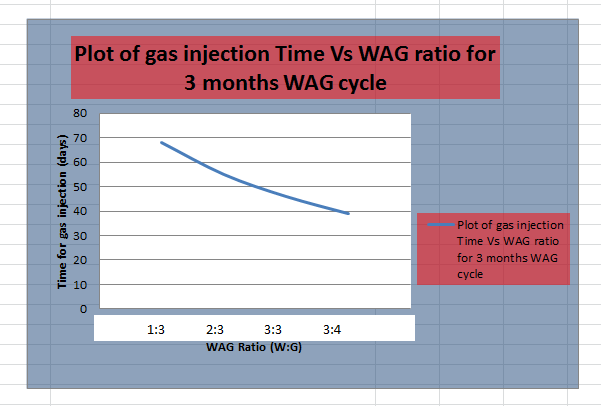 Plot of gas injection Time Vs WAG ratio for
3 months WAG cycle
80
70
60
50
40
30
20
10
0
Time for gas injection (days)
1:3 2:3 3:3 3:4
WAG Ratio (W:G)
Plot of gas injection
Time Vs WAG ratio
for 3 months WAG
cycle